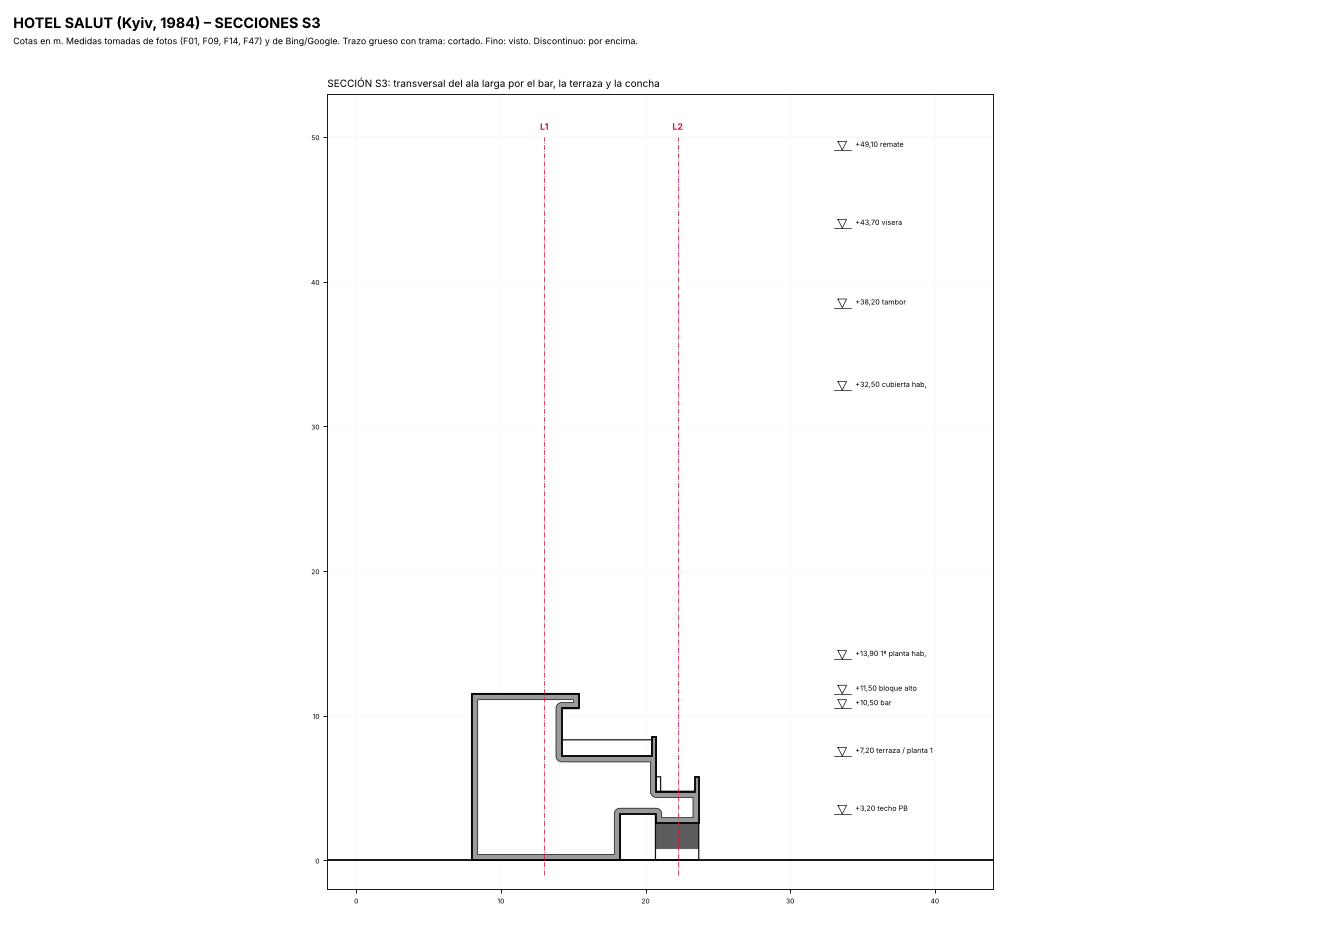 HOTEL SALUT (Kyiv, 1984) – SECCIONES S3
Cotas en m. Medidas tomadas de fotos (F01, F09, F14, F47) y de Bing/Google. Trazo grueso con trama: cortado. Fino: visto. Discontinuo: por encima.
SECCIÓN S3: transversal del ala larga por el bar, la terraza y la concha
L1
L2
50
+49,10 remate
+43,70 visera
40
+38,20 tambor
+32,50 cubierta hab,
30
20
+13,90 1ª planta hab,
+11,50 bloque alto
+10,50 bar
10
+7,20 terraza / planta 1
+3,20 techo PB
0
0
10
20
30
40